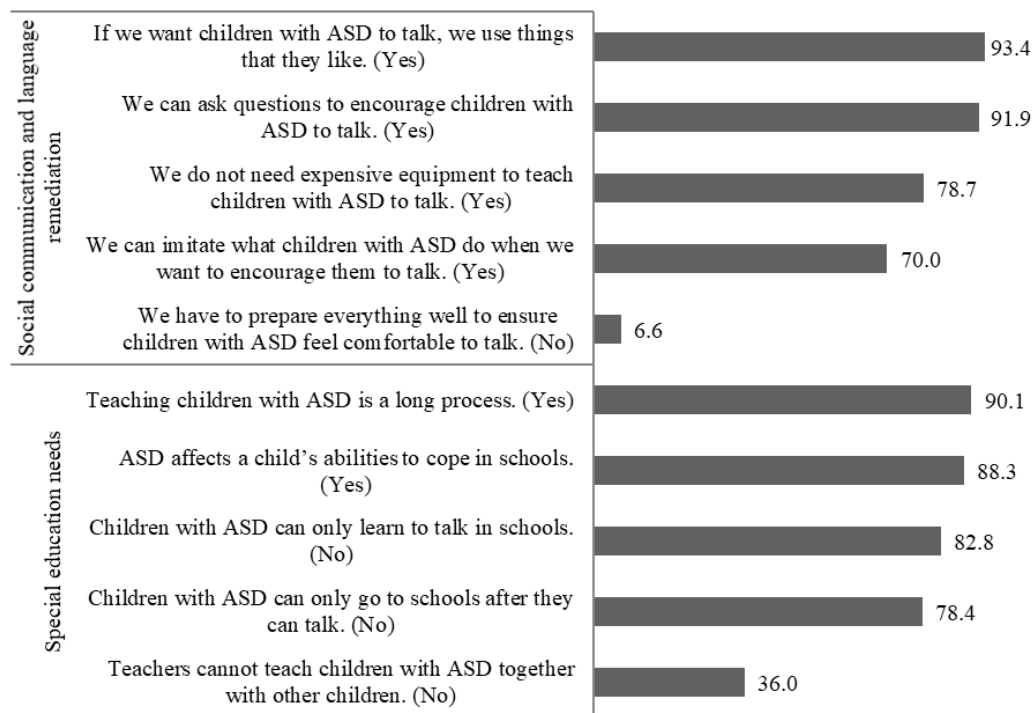 Social communication and language
remediation
If we want children with ASD to talk, we use things
that they like. (Yes)
93.4
We can ask questions to encourage children with
ASD to talk. (Yes)
91.9
We do not need expensive equipment to teach
children with ASD to talk. (Yes)
78.7
We can imitate what children with ASD do when we
want to encourage them to talk. (Yes)
70.0
We have to prepare everything well to ensure
children with ASD feel comfortable to talk. (No)
6.6
Special education needs
Teaching children with ASD is a long process. (Yes)
90.1
ASD affects a child’s abilities to cope in schools.
(Yes)
88.3
Children with ASD can only learn to talk in schools.
(No)
82.8
Children with ASD can only go to schools after they
can talk. (No)
78.4
Teachers cannot teach children with ASD together
with other children. (No)
36.0